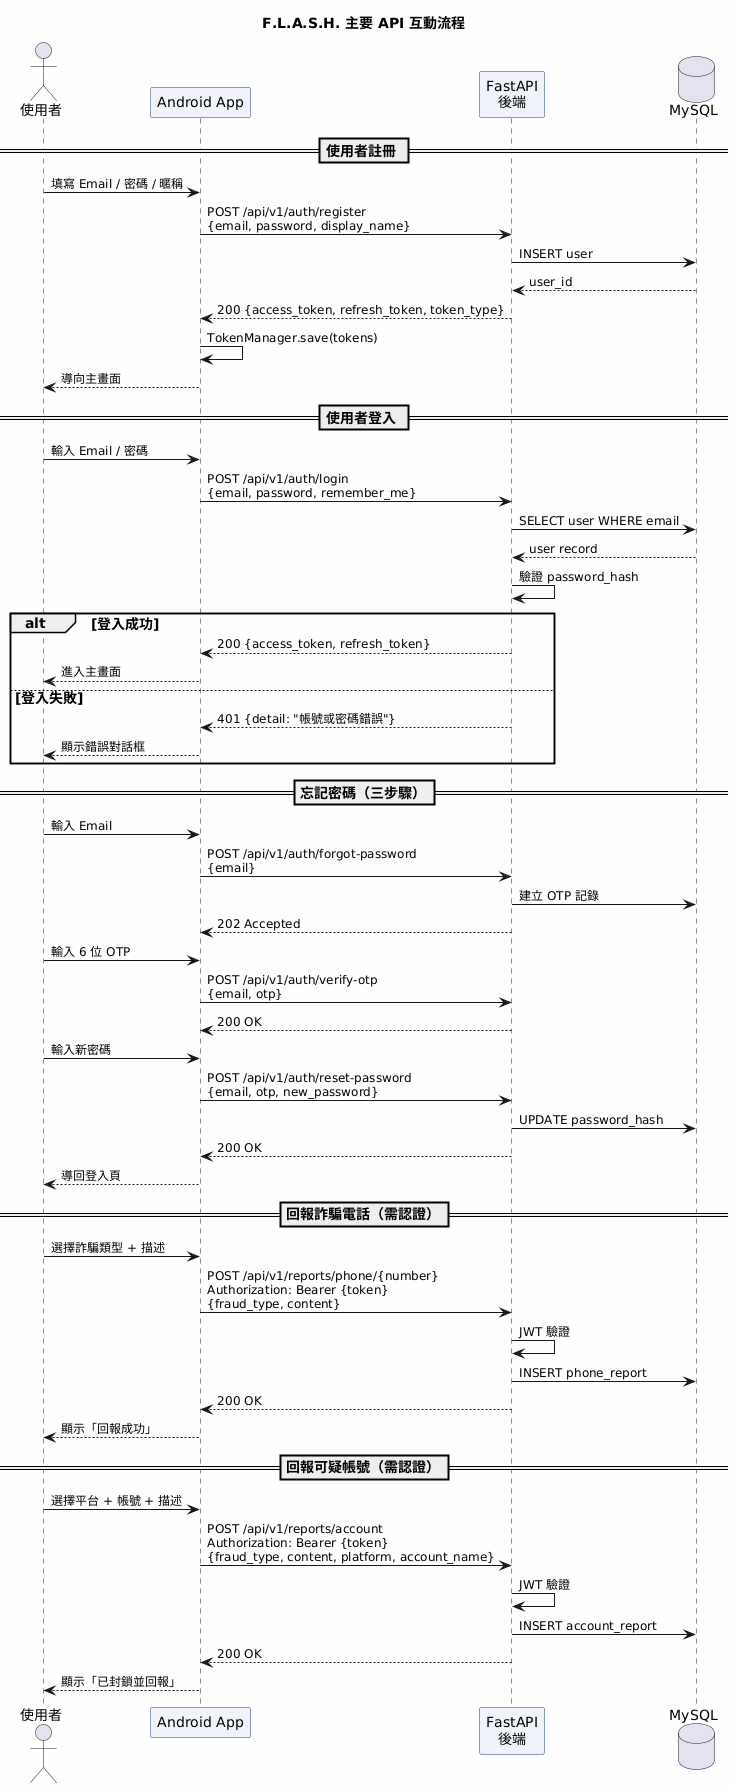 F.L.A.S.H. 主要 API 互動流程
使用者
Android App
FastAPI
後端
MySQL
使用者註冊
填寫 Email / 密碼 / 暱稱
POST /api/v1/auth/register
{email, password, display_name}
INSERT user
user_id
200 {access_token, refresh_token, token_type}
TokenManager.save(tokens)
導向主畫面
使用者登入
輸入 Email / 密碼
POST /api/v1/auth/login
{email, password, remember_me}
SELECT user WHERE email
user record
驗證 password_hash
alt
[登入成功]
200 {access_token, refresh_token}
進入主畫面
[登入失敗]
401 {detail: "帳號或密碼錯誤"}
顯示錯誤對話框
忘記密碼（三步驟）
輸入 Email
POST /api/v1/auth/forgot-password
{email}
建立 OTP 記錄
202 Accepted
輸入 6 位 OTP
POST /api/v1/auth/verify-otp
{email, otp}
200 OK
輸入新密碼
POST /api/v1/auth/reset-password
{email, otp, new_password}
UPDATE password_hash
200 OK
導回登入頁
回報詐騙電話（需認證）
選擇詐騙類型 + 描述
POST /api/v1/reports/phone/{number}
Authorization: Bearer {token}
{fraud_type, content}
JWT 驗證
INSERT phone_report
200 OK
顯示「回報成功」
回報可疑帳號（需認證）
選擇平台 + 帳號 + 描述
POST /api/v1/reports/account
Authorization: Bearer {token}
{fraud_type, content, platform, account_name}
JWT 驗證
INSERT account_report
200 OK
顯示「已封鎖並回報」
使用者
Android App
FastAPI
後端
MySQL